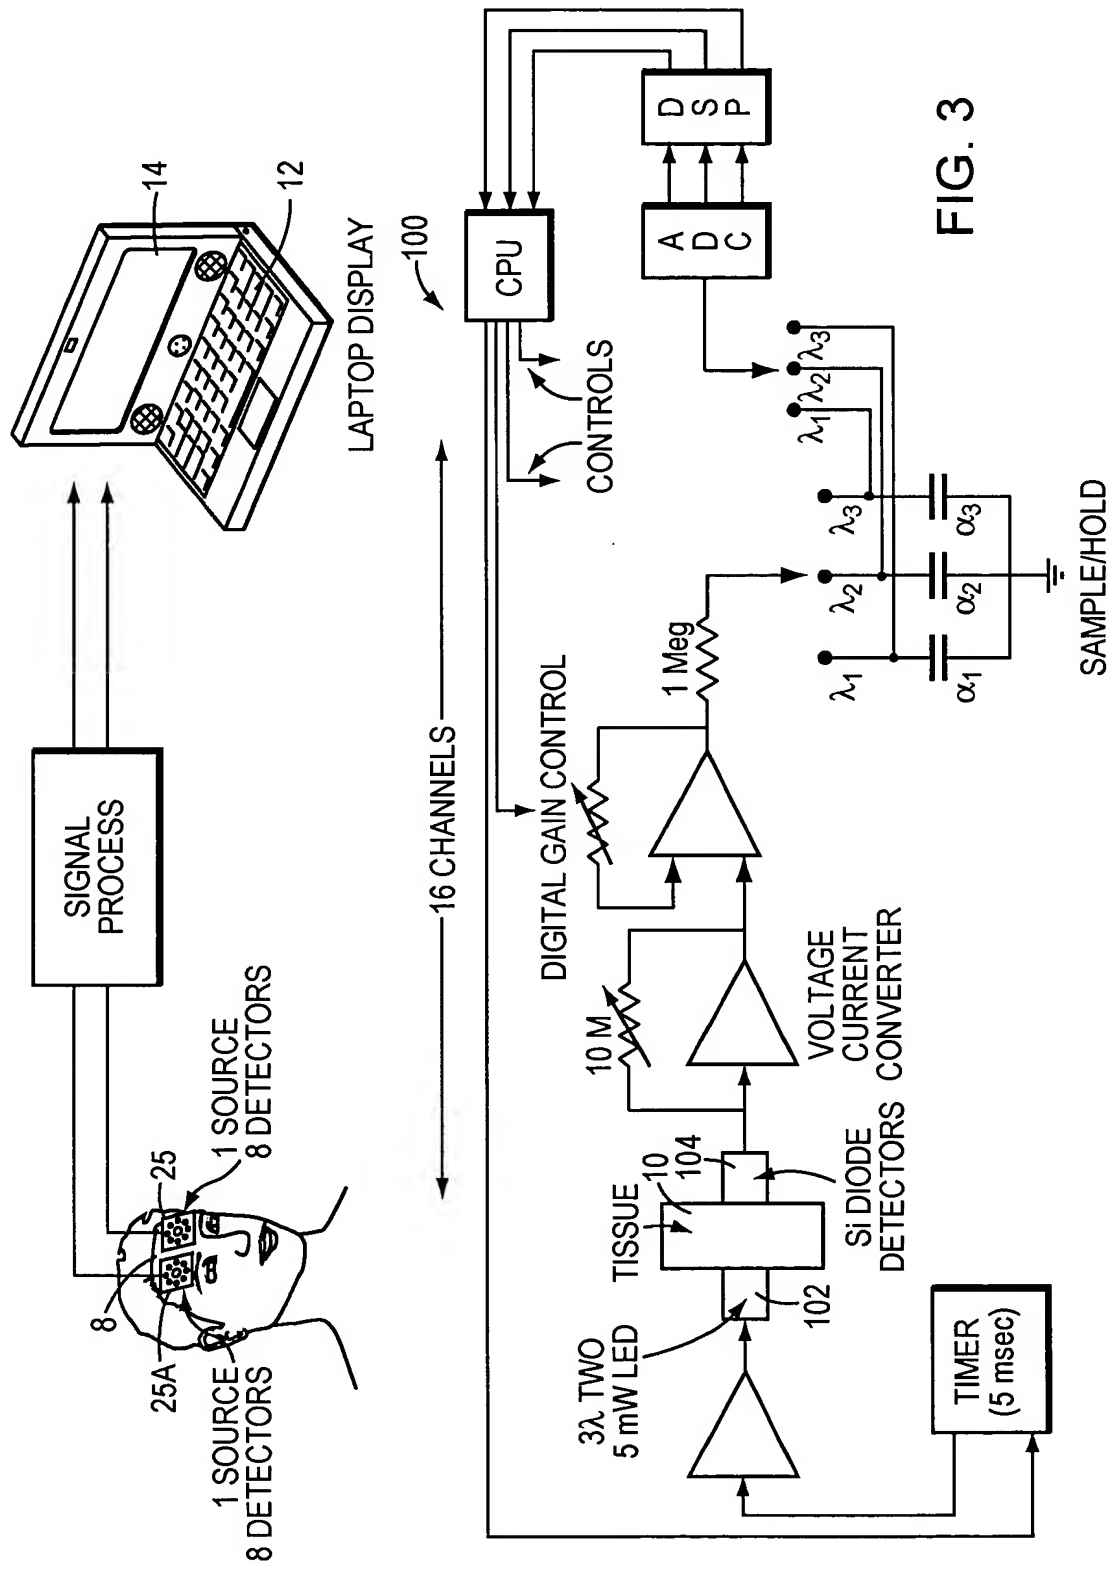 8
25A
25
1 SOURCE
8 DETECTORS
1 SOURCE
8 DETECTORS
SIGNAL
PROCESS
14
12
LAPTOP DISPLAY
16 CHANNELS
100
CPU
CONTROLS
DIGITAL GAIN CONTROL
3λ TWO
5 mW LED
102
TISSUE
10
104
Si DIODE
DETECTORS
10 M
VOLTAGE
CURRENT
CONVERTER
1 Meg
λ1
λ2
λ3
α1
α2
α3
SAMPLE/HOLD
λ1
λ2
λ3
A
D
C
D
S
P
TIMER
(5 msec)
FIG. 3